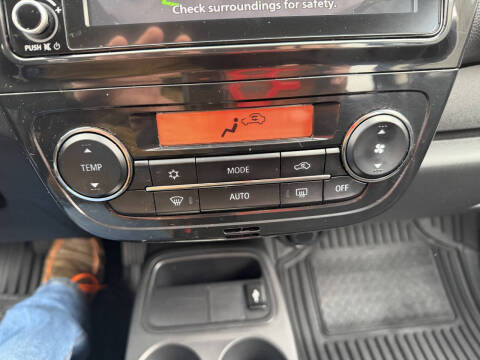 Check surroundings for safety.
PUSH
TEMP
MODE
AUTO
OFF